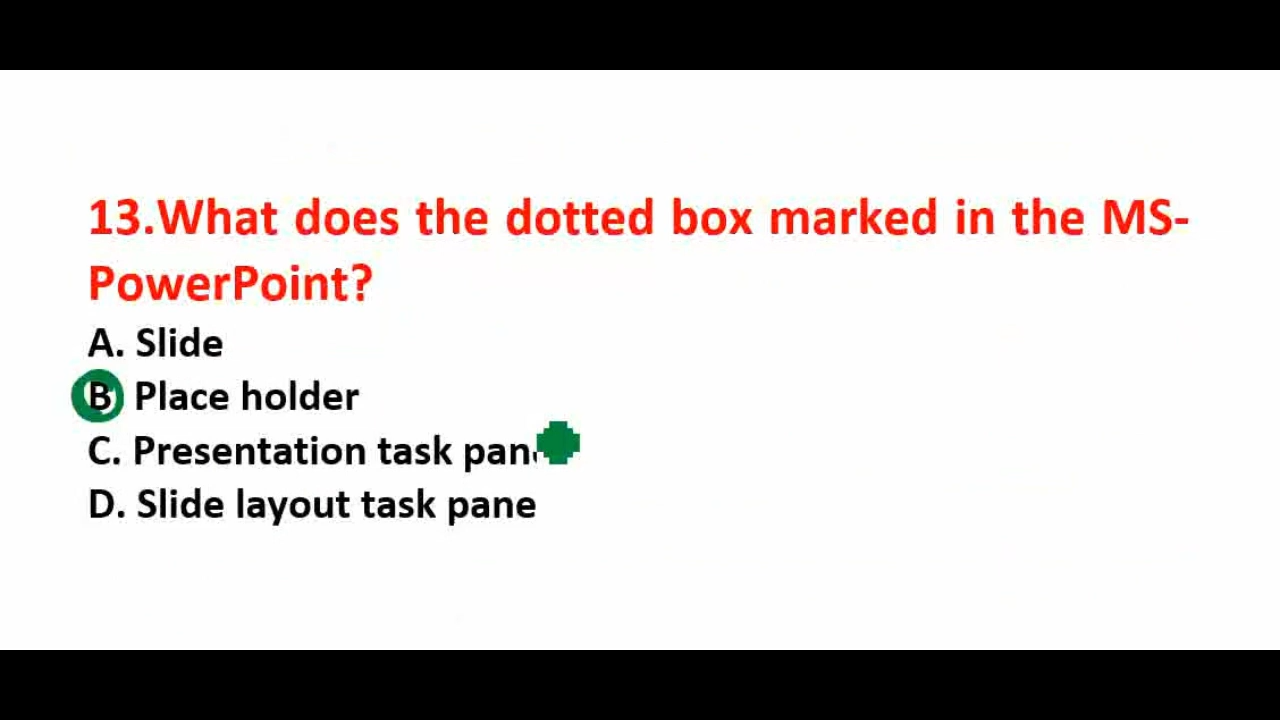 13.What does the dotted box marked in the MS-
PowerPoint?
A. Slide
B Place holder
C. Presentation task pan
D. Slide layout task pane